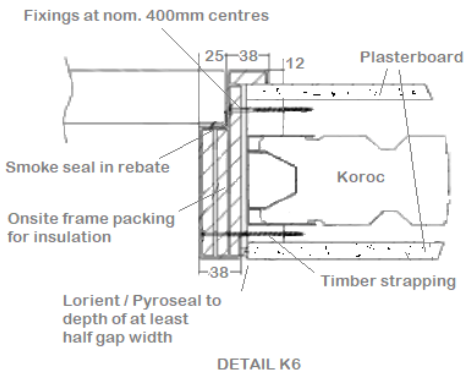 Fixings at nom. 400mm centres
25
38
12
Plasterboard
Smoke seal in rebate
Koroc
Onsite frame packing
for insulation
38
Timber strapping
Lorient / Pyroseal to
depth of at least
half gap width
DETAIL K6